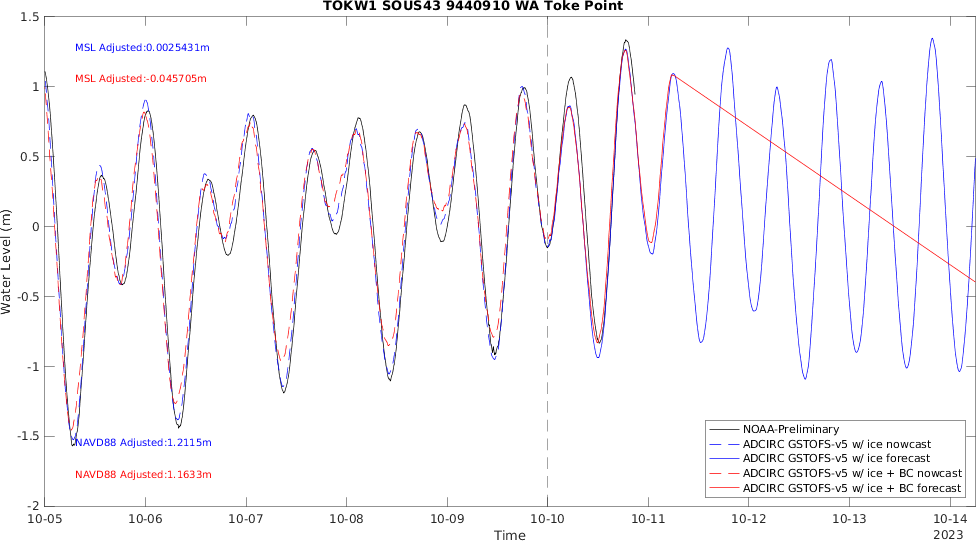 TOKW1 SOUS43 9440910 WA Toke Point
MSL Adjusted:0.0025431m
MSL Adjusted:-0.045705m
NAVD88 Adjusted:1.2115m
NAVD88 Adjusted:1.1633m
Water Level (m)
1.5
1
0.5
0
-0.5
-1
-1.5
-2
NOAA-Preliminary
ADCIRC GSTOFS-v5 w/ ice nowcast
ADCIRC GSTOFS-v5 w/ ice forecast
ADCIRC GSTOFS-v5 w/ ice + BC nowcast
ADCIRC GSTOFS-v5 w/ ice + BC forecast
10-05 10-06 10-07 10-08 10-09 10-10 10-11 10-12 10-13 10-14
Time
2023